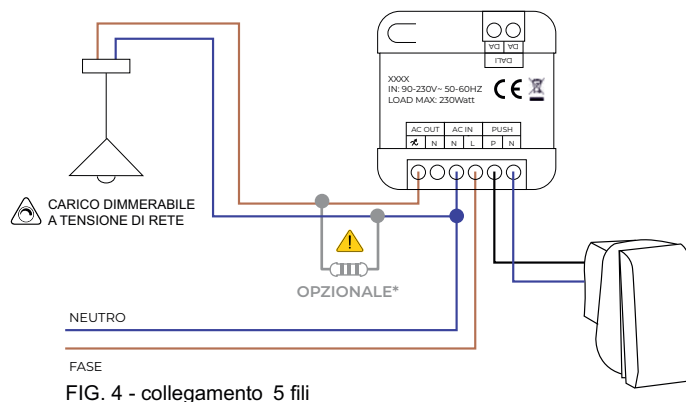 DA DA
DALI
XXXX
IN: 90-230V~ 50-60HZ
LOAD MAX: 230Watt
CE
AC OUT AC IN PUSH
N N L P N
CARICO DIMMERABILE
A TENSIONE DI RETE
OPZIONALE*
NEUTRO
FASE
FIG. 4 - collegamento 5 fili